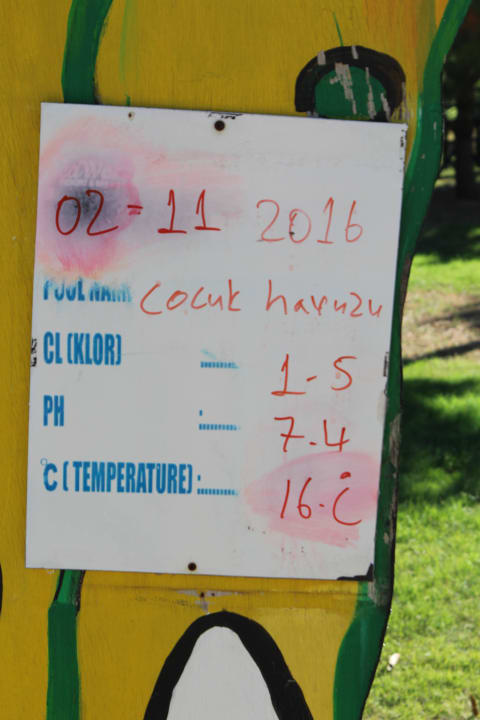 02-11 2016
POOL NAME cocuk havuzu
CL (KLOR) ........ 1-5
PH :........ 7.4
°C ( TEMPERATURE) :........ 16.C